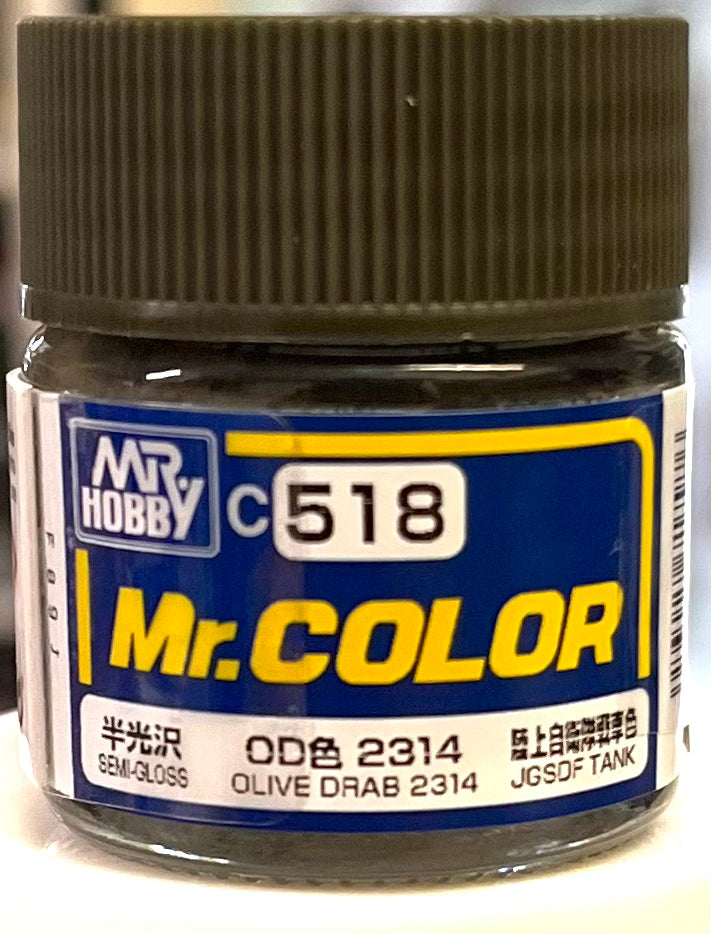 MR.
HOBBY
C518
Mr.COLOR
半光沢
SEMI-GLOSS
OD色 2314
OLIVE DRAB 2314
陸上自衛隊戦車色
JGSDF TANK